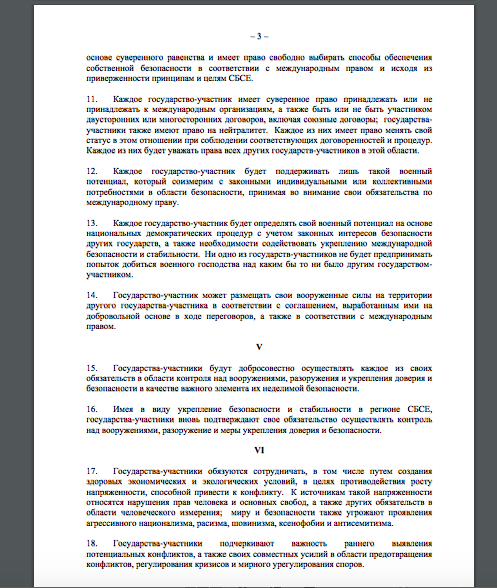 – 3 –
основе суверенного равенства и имеет право свободно выбирать способы обеспечения
собственной безопасности в соответствии с международным правом и исходя из
приверженности принципам и целям СБСЕ.
11. Каждое государство-участник имеет суверенное право принадлежать или не
принадлежать к международным организациям, а также быть или не быть участником
двусторонних или многосторонних договоров, включая союзные договоры; государства-
участники также имеют право на нейтралитет. Каждое из них имеет право менять свой
статус в этом отношении при соблюдении соответствующих договоренностей и процедур.
Каждое из них будет уважать права всех других государств-участников в этой области.
12. Каждое государство-участник будет поддерживать лишь такой военный
потенциал, который соизмерим с законными индивидуальными или коллективными
потребностями в области безопасности, принимая во внимание свои обязательства по
международному праву.
13. Каждое государство-участник будет определять свой военный потенциал на основе
национальных демократических процедур с учетом законных интересов безопасности
других государств, а также необходимости содействовать укреплению международной
безопасности и стабильности. Ни одно из государств-участников не будет предпринимать
попыток добиться военного господства над каким бы то ни было другим государством-
участником.
14. Государство-участник может размещать свои вооруженные силы на территории
другого государства-участника в соответствии с соглашением, выработанным ими на
добровольной основе в ходе переговоров, а также в соответствии с международным
правом.
V
15. Государства-участники будут добросовестно осуществлять каждое из своих
обязательств в области контроля над вооружениями, разоружения и укрепления доверия и
безопасности в качестве важного элемента их неделимой безопасности.
16. Имея в виду укрепление безопасности и стабильности в регионе СБСЕ,
государства-участники вновь подтверждают свое обязательство осуществлять контроль
над вооружениями, разоружение и меры укрепления доверия и безопасности.
VI
17. Государства-участники обязуются сотрудничать, в том числе путем создания
здоровых экономических и экологических условий, в целях противодействия росту
напряженности, способной привести к конфликту. К источникам такой напряженности
относятся нарушения прав человека и основных свобод, а также других обязательств в
области человеческого измерения; миру и безопасности также угрожают проявления
агрессивного национализма, расизма, шовинизма, ксенофобии и антисемитизма.
18. Государства-участники подчеркивают важность раннего выявления
потенциальных конфликтов, а также своих совместных усилий в области предотвращения
конфликтов, регулирования кризисов и мирного урегулирования споров.